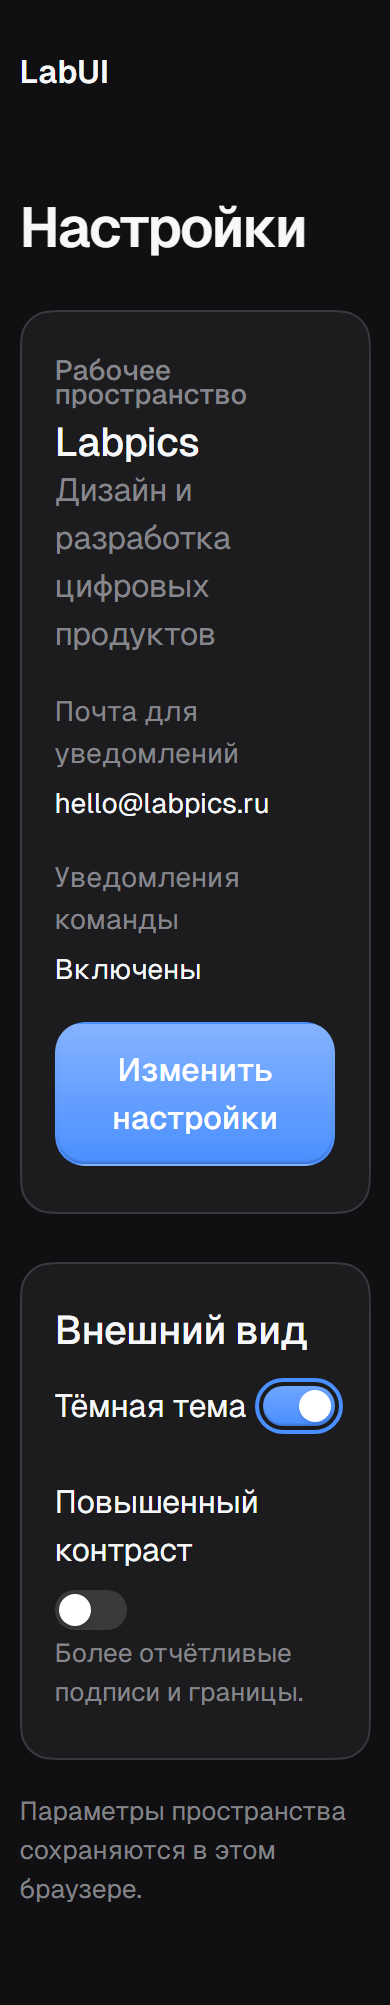 LabUI
Настройки
Рабочее
пространство
Labpics
Дизайн и
разработка
цифровых
продуктов
Почта для
уведомлений
hello@labpics.ru
Уведомления
команды
Включены
Изменить
настройки
Внешний вид
Тёмная тема
Повышенный
контраст
Более отчётливые
подписи и границы.
Параметры пространства
сохраняются в этом
браузере.